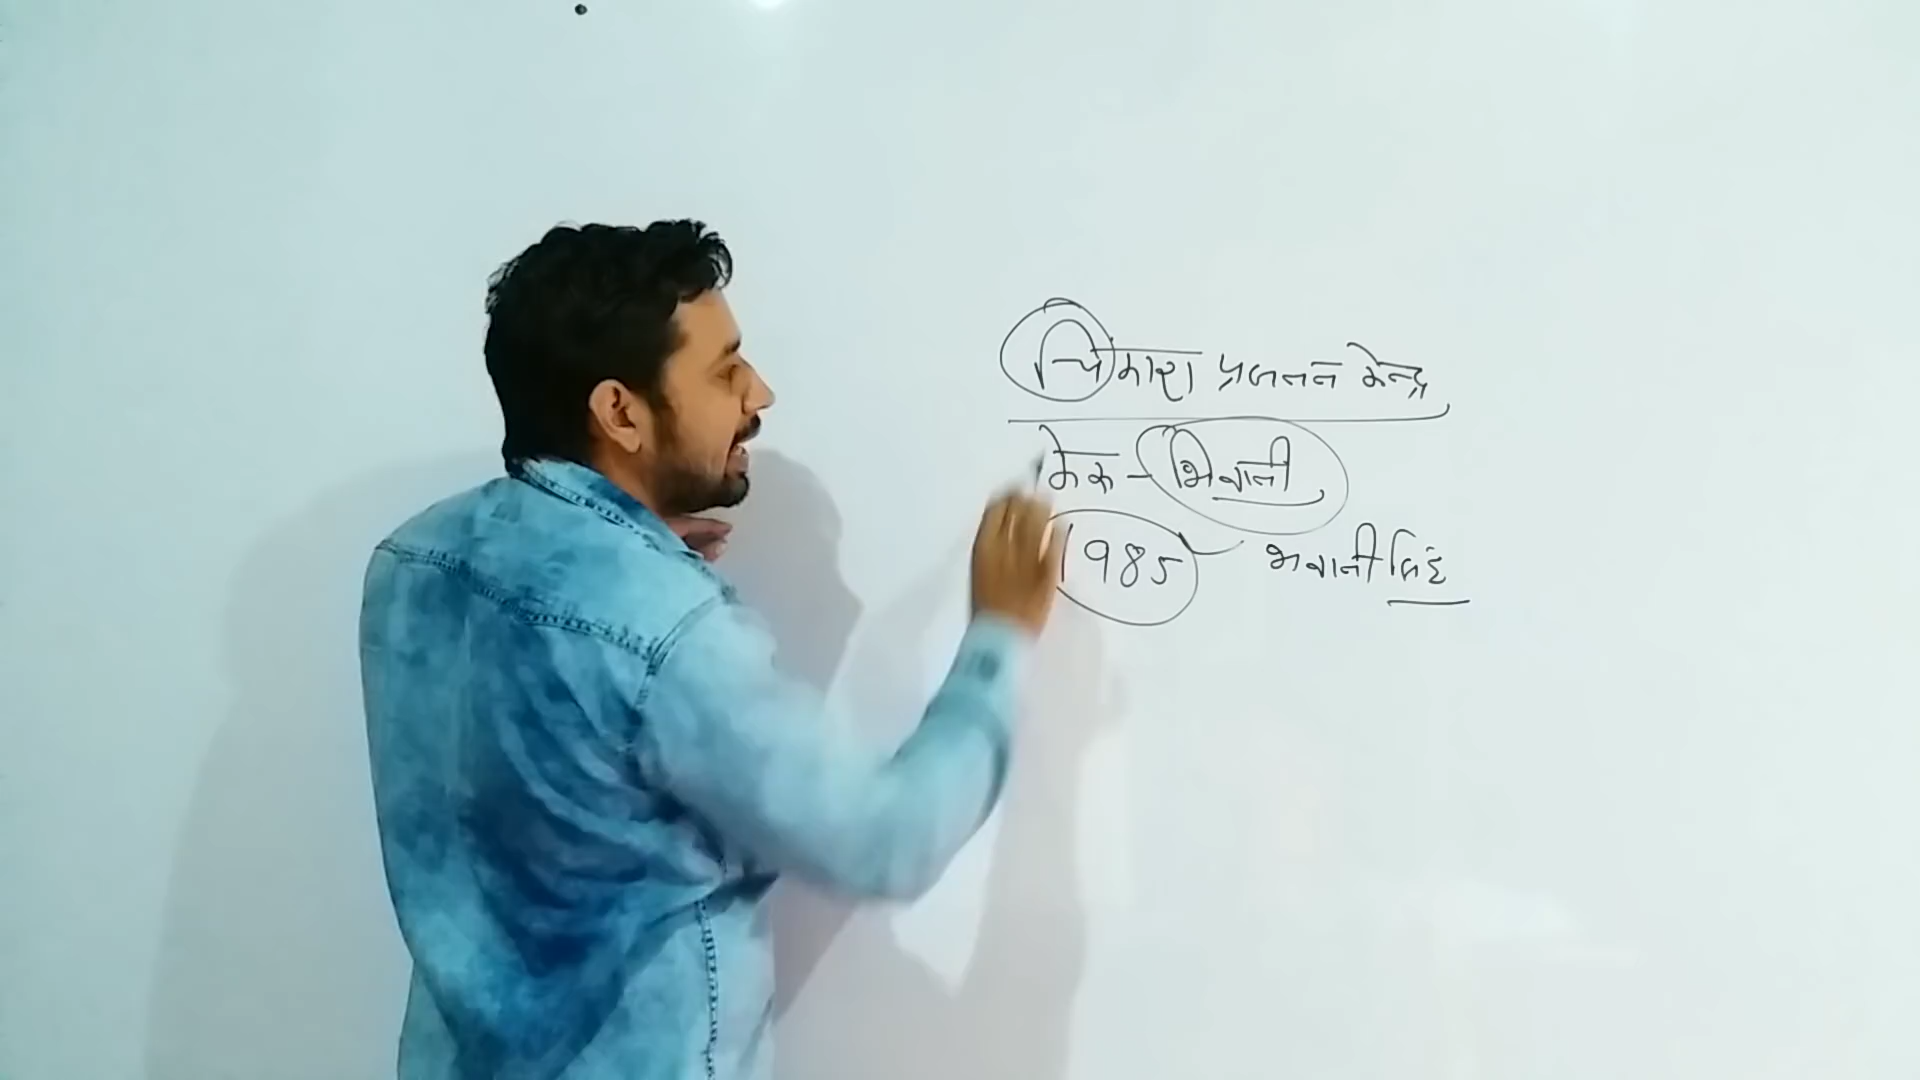 चिंकारा प्रजनन केन्द्र
केरू - भिवानी
1985 भवानी सिंह